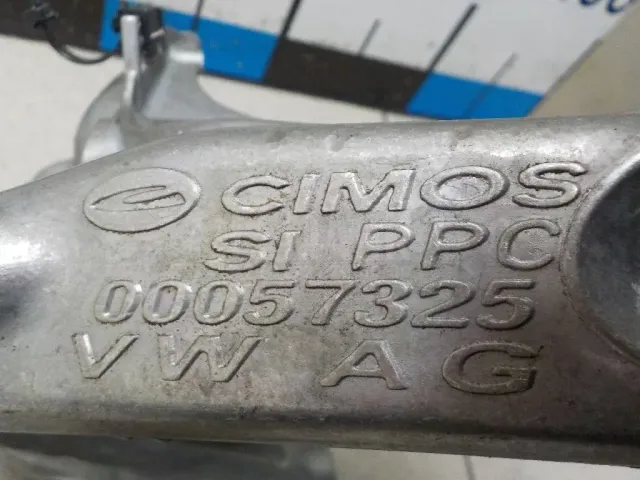 CIMOS
SI PPC
00057325
VW AG